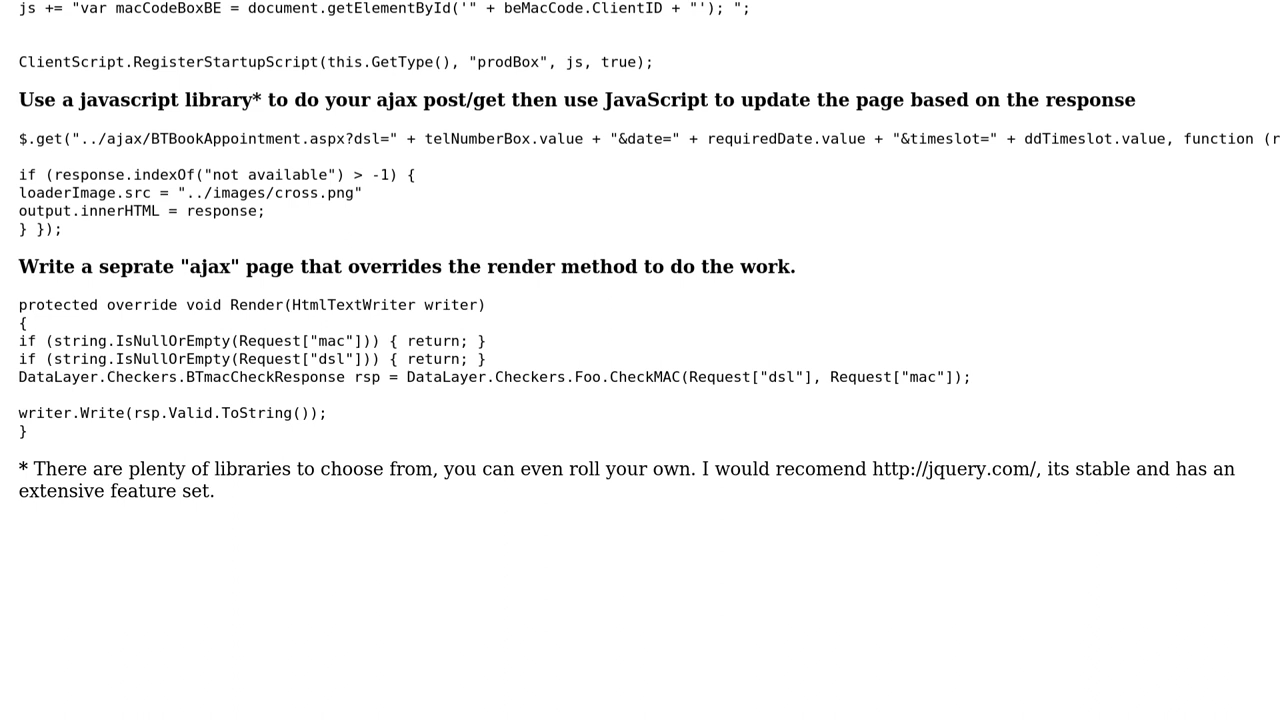 js += "var macCodeBoxBE = document.getElementById('" + beMacCode.ClientID + "'); ";
ClientScript.RegisterStartupScript(this.GetType(), "prodBox", js, true);
Use a javascript library* to do your ajax post/get then use JavaScript to update the page based on the response
$.get("../ajax/BTBookAppointment.aspx?dsl=" + telNumberBox.value + "&date=" + requiredDate.value + "&timeslot=" + ddTimeslot.value, function (r
if (response.indexOf("not available") > -1) {
loaderImage.src = "../images/cross.png"
output.innerHTML = response;
} });
Write a seprate "ajax" page that overrides the render method to do the work.
protected override void Render(HtmlTextWriter writer)
{
if (string.IsNullOrEmpty(Request["mac"])) { return; }
if (string.IsNullOrEmpty(Request["dsl"])) { return; }
DataLayer.Checkers.BTmacCheckResponse rsp = DataLayer.Checkers.Foo.CheckMAC(Request["dsl"], Request["mac"]);
writer.Write(rsp.Valid.ToString());
}
* There are plenty of libraries to choose from, you can even roll your own. I would recomend http://jquery.com/, its stable and has an
extensive feature set.